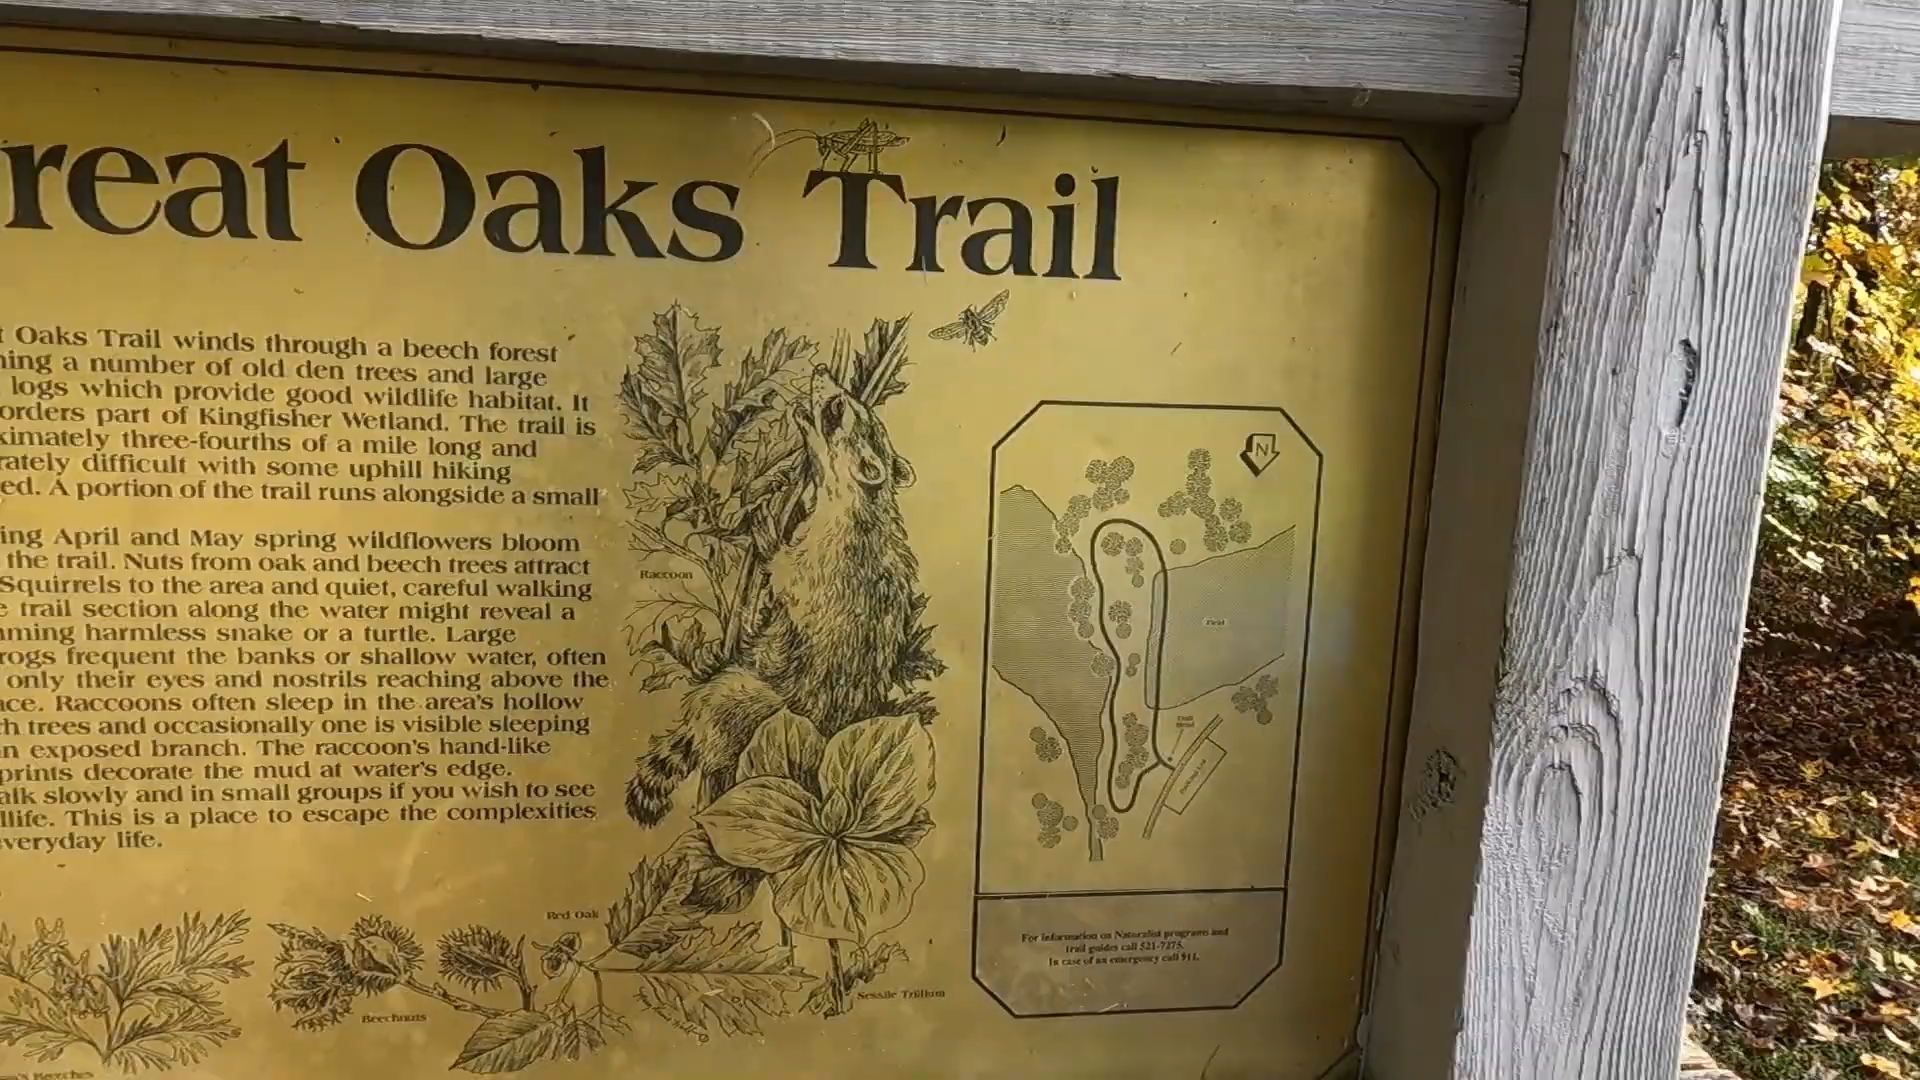 reat Oaks Trail
t Oaks Trail winds through a beech forest
ning a number of old den trees and large
logs which provide good wildlife habitat. It
orders part of Kingfisher Wetland. The trail is
ximately three-fourths of a mile long and
rately difficult with some uphill hiking
ed. A portion of the trail runs alongside a small
ing April and May spring wildflowers bloom
the trail. Nuts from oak and beech trees attract
Squirrels to the area and quiet, careful walking
e trail section along the water might reveal a
ming harmless snake or a turtle. Large
rogs frequent the banks or shallow water, often
only their eyes and nostrils reaching above the
ace. Raccoons often sleep in the area's hollow
h trees and occasionally one is visible sleeping
n exposed branch. The raccoon's hand-like
prints decorate the mud at water's edge.
alk slowly and in small groups if you wish to see
llife. This is a place to escape the complexities
everyday life.
Raccoon
Red Oak
Beechnuts
Sessile Trillium
N
Field
Trail
Head
For information on Naturalist programs and
trail guides call 521-7275.
In case of an emergency call 911.